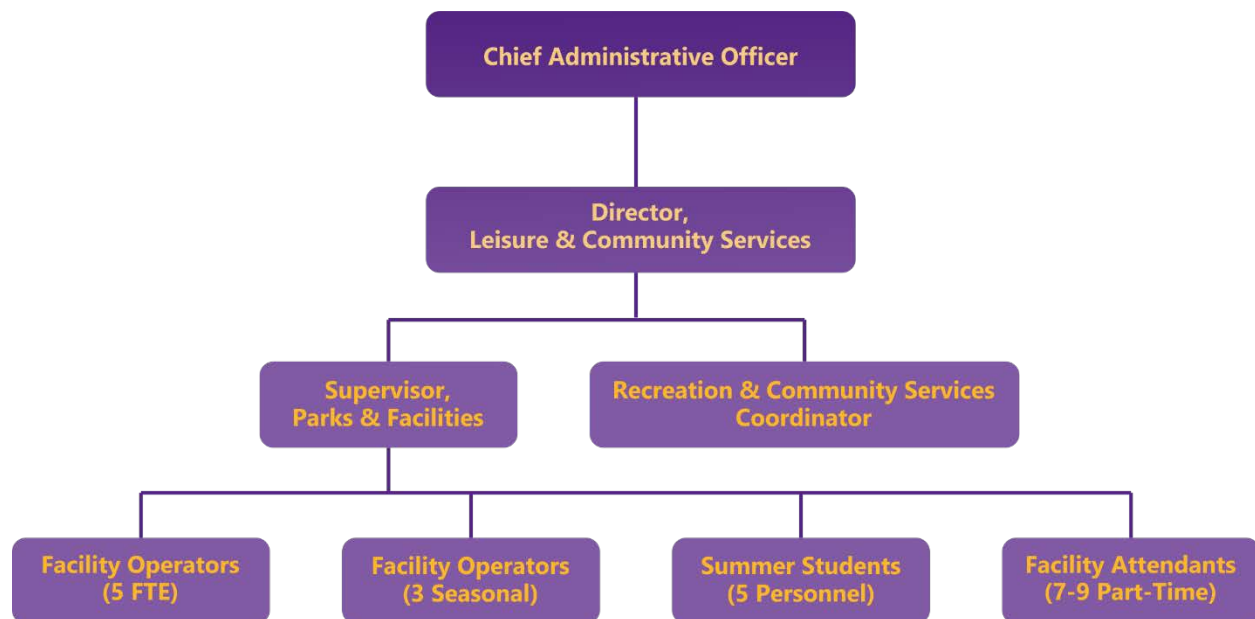 Chief Administrative Officer
Director,
Leisure & Community Services
Supervisor,
Parks & Facilities
Recreation & Community Services
Coordinator
Facility Operators
(5 FTE)
Facility Operators
(3 Seasonal)
Summer Students
(5 Personnel)
Facility Attendants
(7-9 Part-Time)